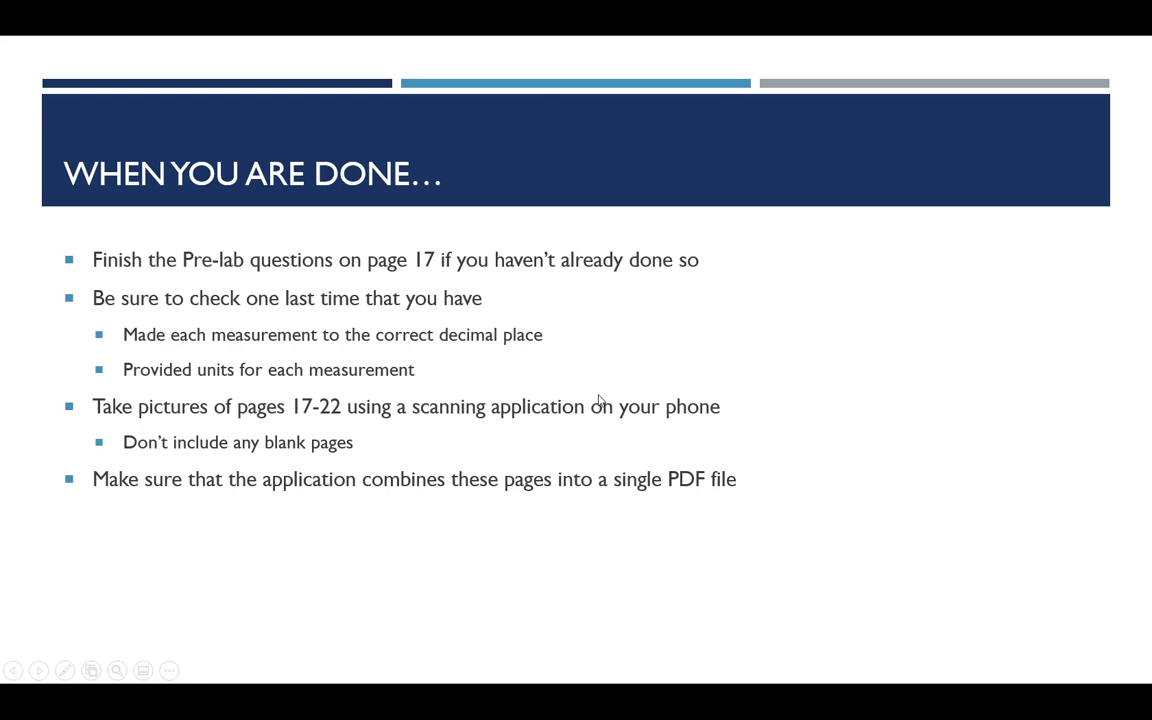 WHEN YOU ARE DONE…
Finish the Pre-lab questions on page 17 if you haven’t already done so
Be sure to check one last time that you have
Made each measurement to the correct decimal place
Provided units for each measurement
Take pictures of pages 17-22 using a scanning application on your phone
Don’t include any blank pages
Make sure that the application combines these pages into a single PDF file